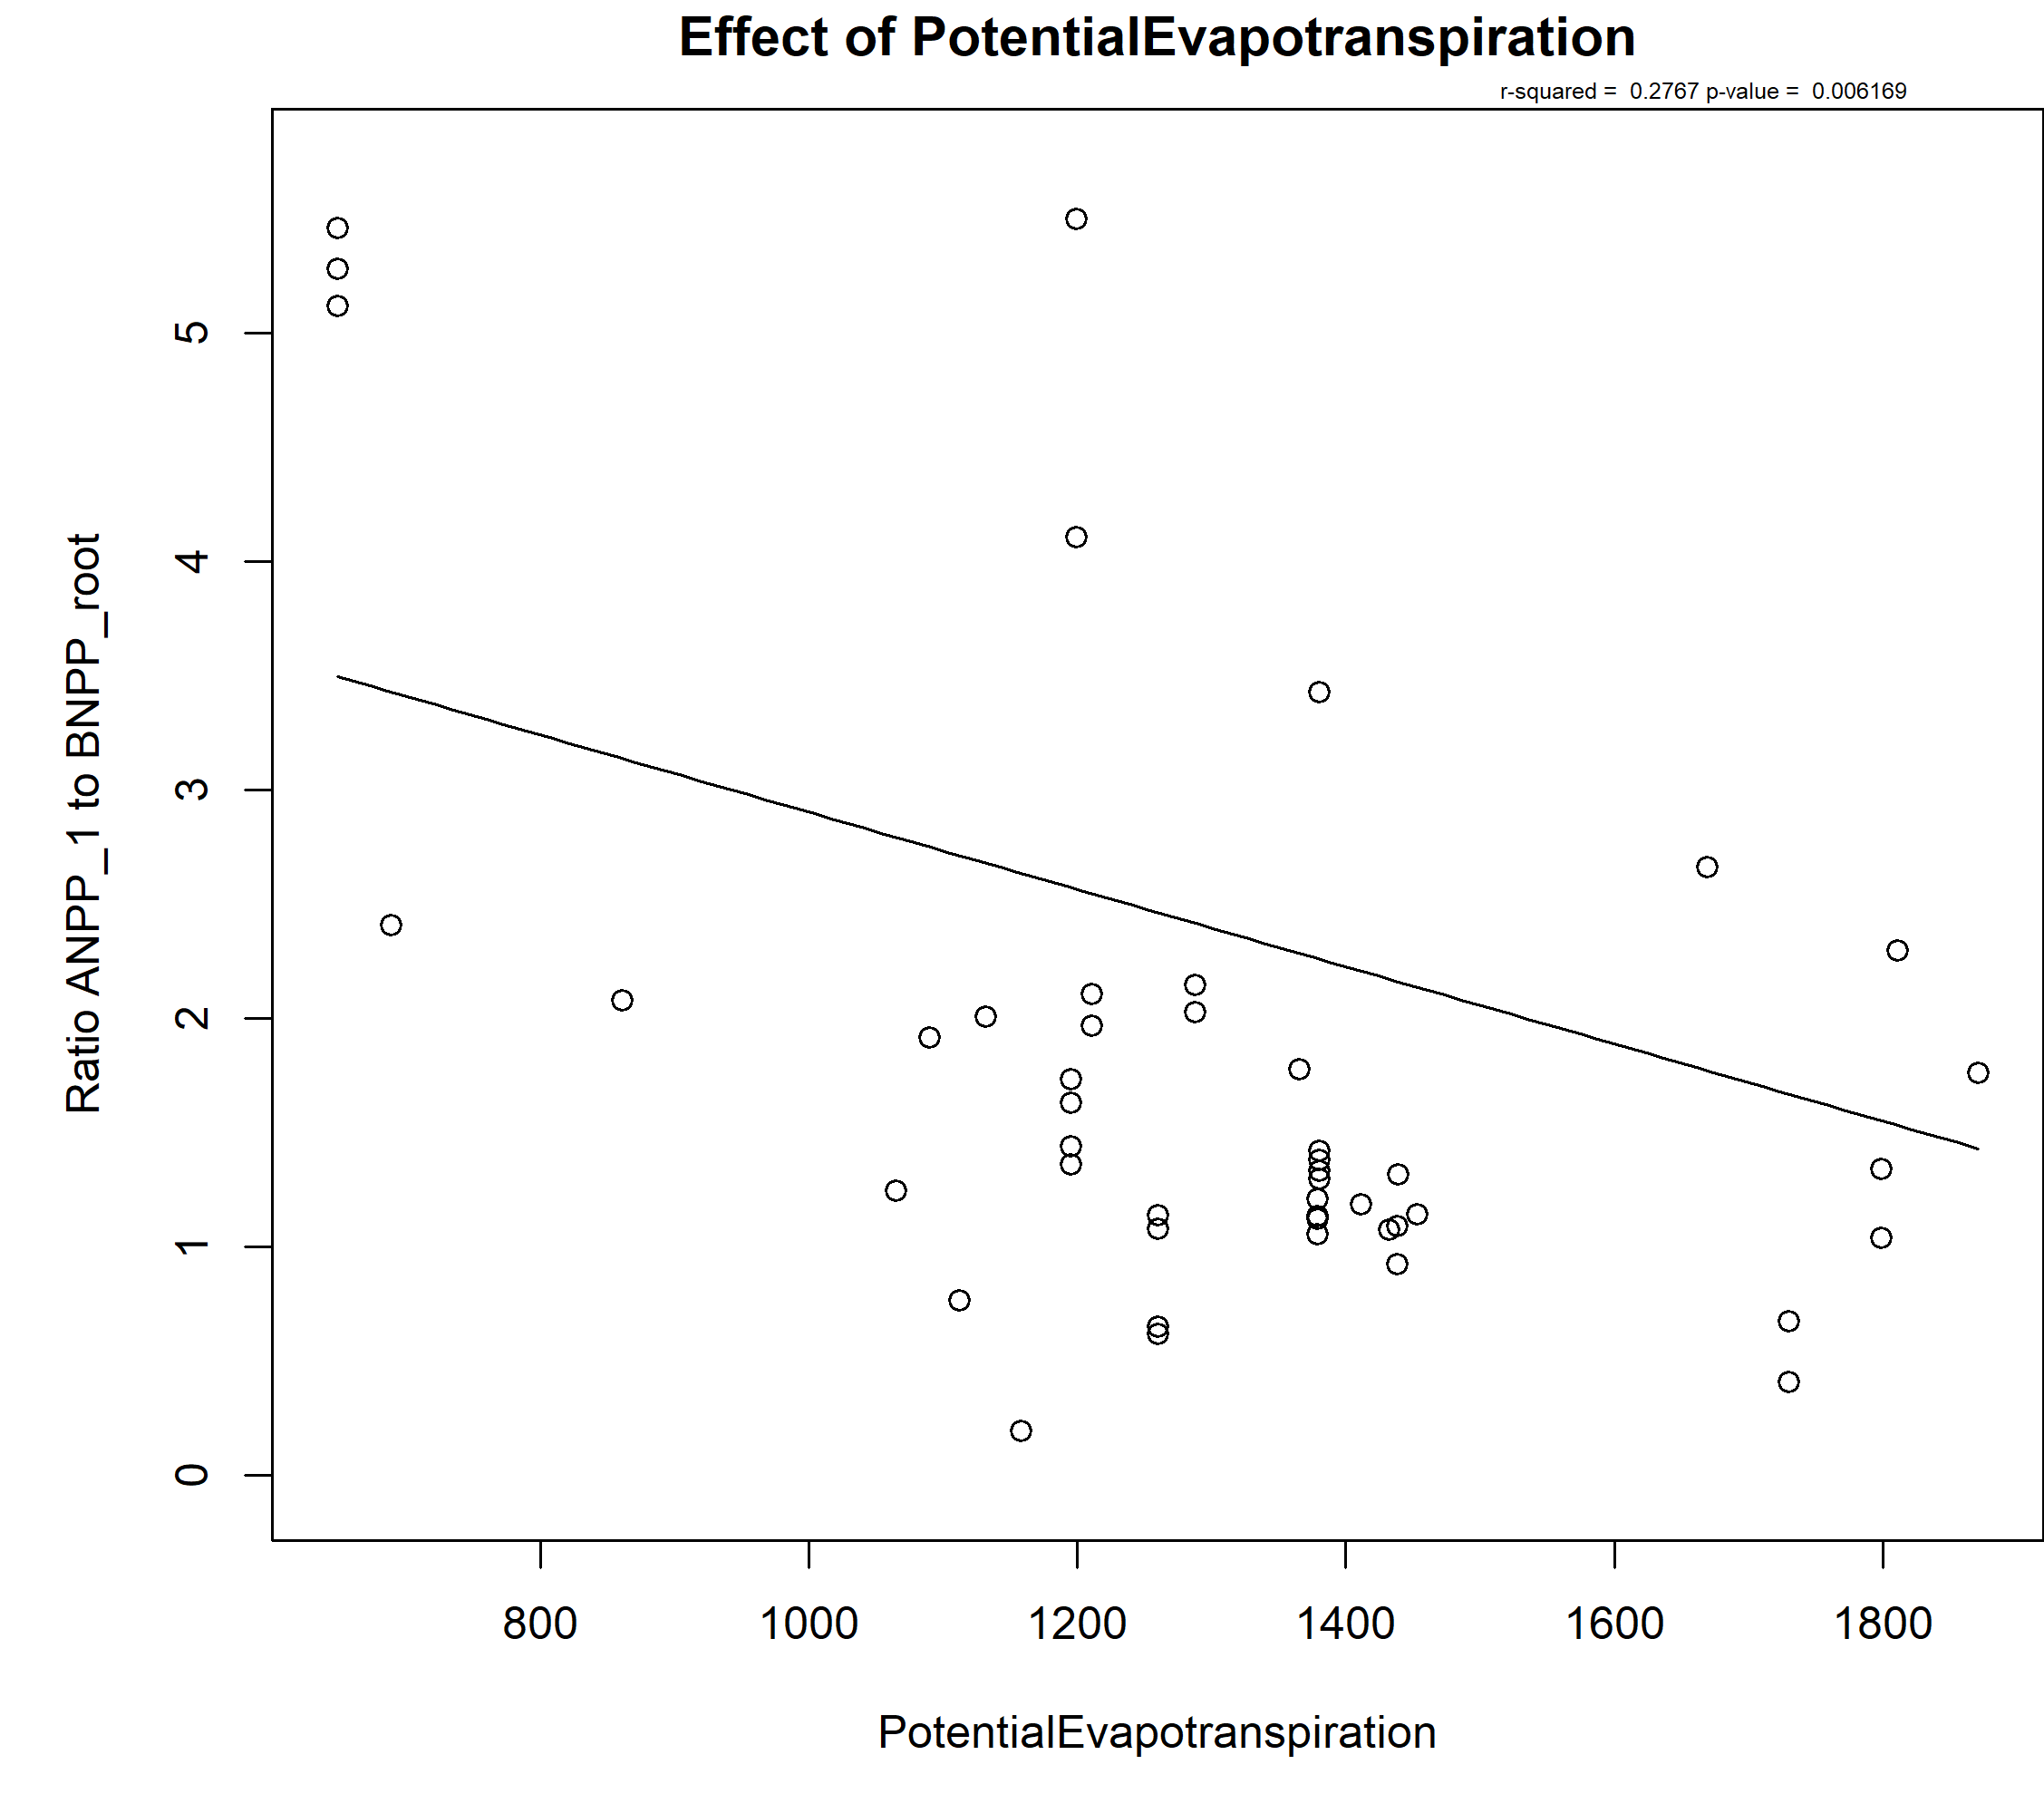 Effect of PotentialEvapotranspiration
r-squared =  0.2767 p-value =  0.006169
Ratio ANPP_1 to BNPP_root
5
4
3
2
1
0
800 1000 1200 1400 1600 1800
PotentialEvapotranspiration